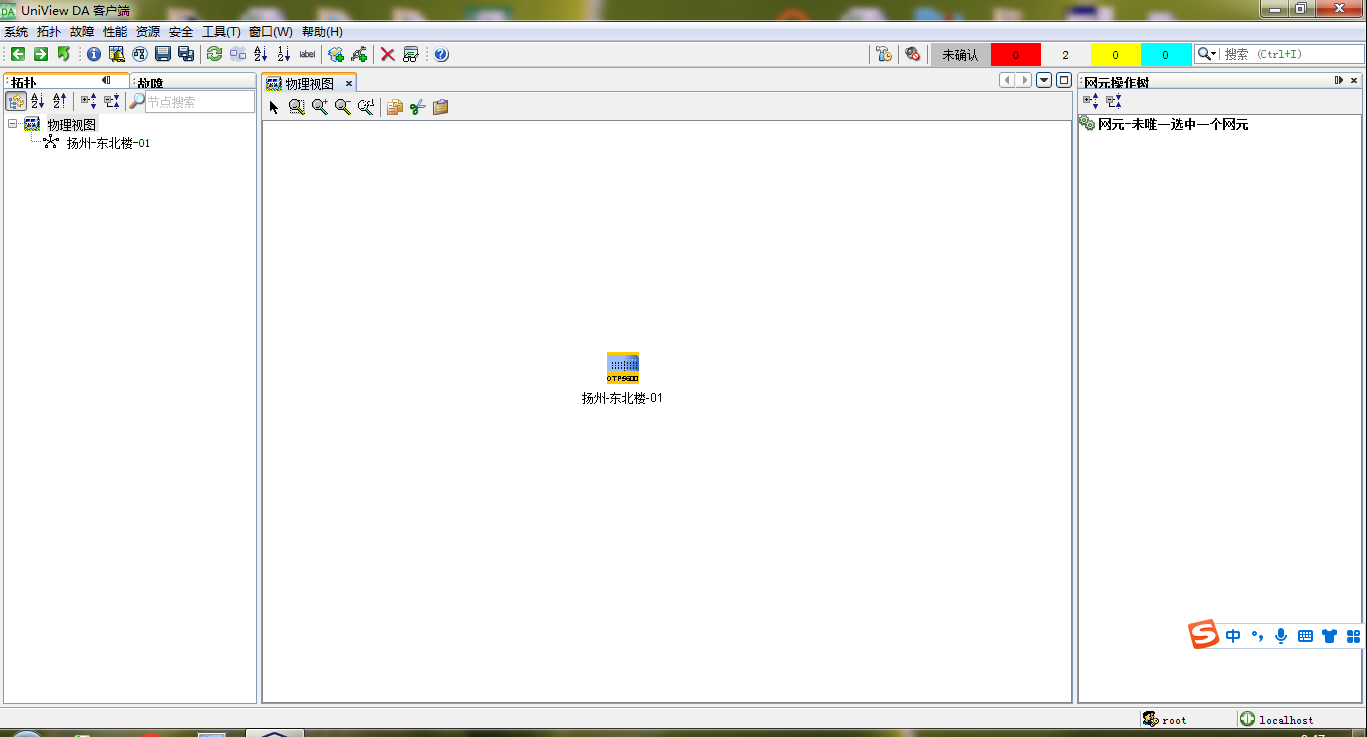 DA UniView DA 客户端
系统 拓扑 故障 性能 资源 安全 工具(T) 窗口(W) 帮助(H)
label 未确认 0 2 0 0 搜索 (Ctrl+I)
拓扑 故障 物理视图 网元操作树
节点搜索
物理视图 网元-未唯一选中一个网元
扬州-东北楼-01
OTPS600
扬州-东北楼-01
中
root localhost